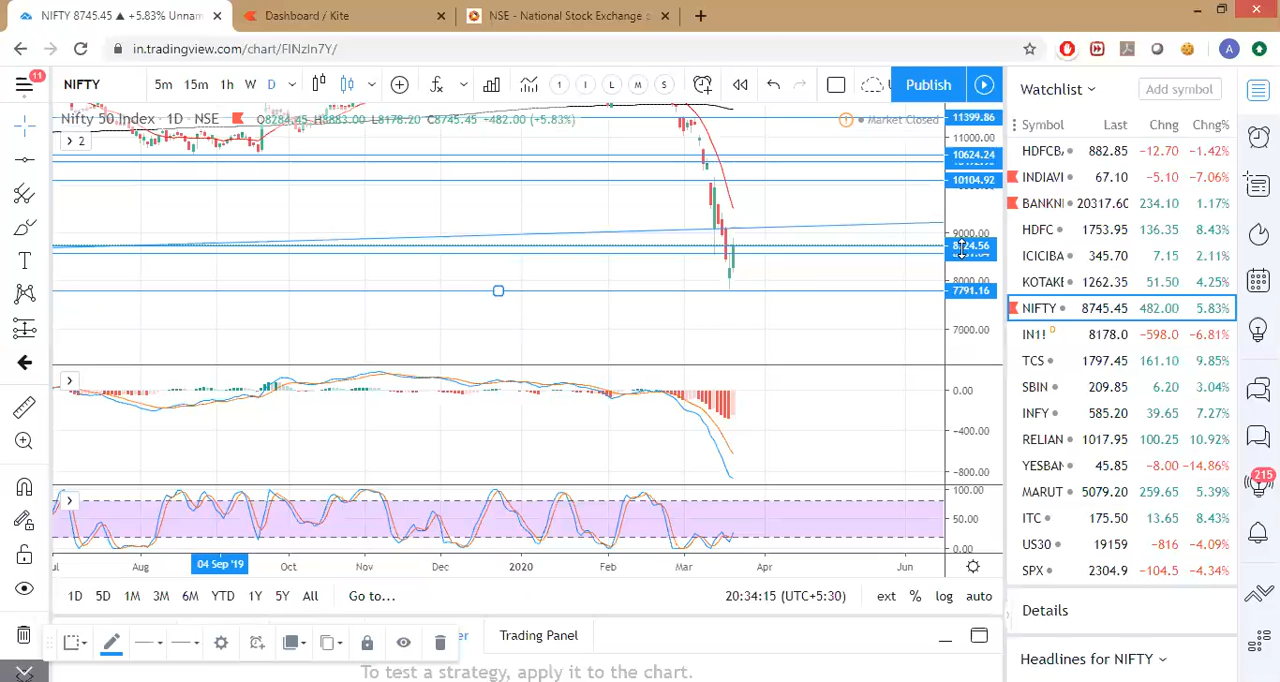 NIFTY 8745.45 ▲ +5.83% Unnam
Dashboard / Kite
NSE - National Stock Exchange
in.tradingview.com/chart/FINzIn7Y/
A
11
NIFTY
5m 15m 1h W D
1 I L M S
Publish
Nifty 50 Index · 1D · NSE O8284.45 H8883.00 L8178.20 C8745.45 −482.00 (+5.83%)
Market Closed
2
11399.86
11000.00
10624.24
10104.92
9000.00
8000.00
7791.16
7000.00
0.00
−400.00
−800.00
100.00
50.00
0.00
Aug 04 Sep '19 Oct Nov Dec 2020 Feb Mar Apr Jun
1D 5D 1M 3M 6M YTD 1Y 5Y All Go to... 20:34:15 (UTC+5:30) ext % log auto
Trading Panel
To test a strategy, apply it to the chart.
Watchlist Add symbol
Symbol Last Chng Chng%
HDFCB 882.85 −12.70 −1.42%
INDIAVI 67.10 −5.10 −7.06%
BANKNI 20317.60 234.10 1.17%
HDFC 1753.95 136.35 8.43%
ICICIBA 345.70 7.15 2.11%
KOTAKE 1262.35 51.50 4.25%
NIFTY 8745.45 482.00 5.83%
IN1! D 8178.0 −598.0 −6.81%
TCS 1797.45 161.10 9.85%
SBIN 209.85 6.20 3.04%
INFY 585.20 39.65 7.27%
RELIAN 1017.95 100.25 10.92%
YESBAN 45.85 −8.00 −14.86%
MARUT 5079.20 259.65 5.39%
ITC 175.50 13.65 8.43%
US30 19159 −816 −4.09%
SPX 2304.9 −104.5 −4.34%
Details
Headlines for NIFTY
215